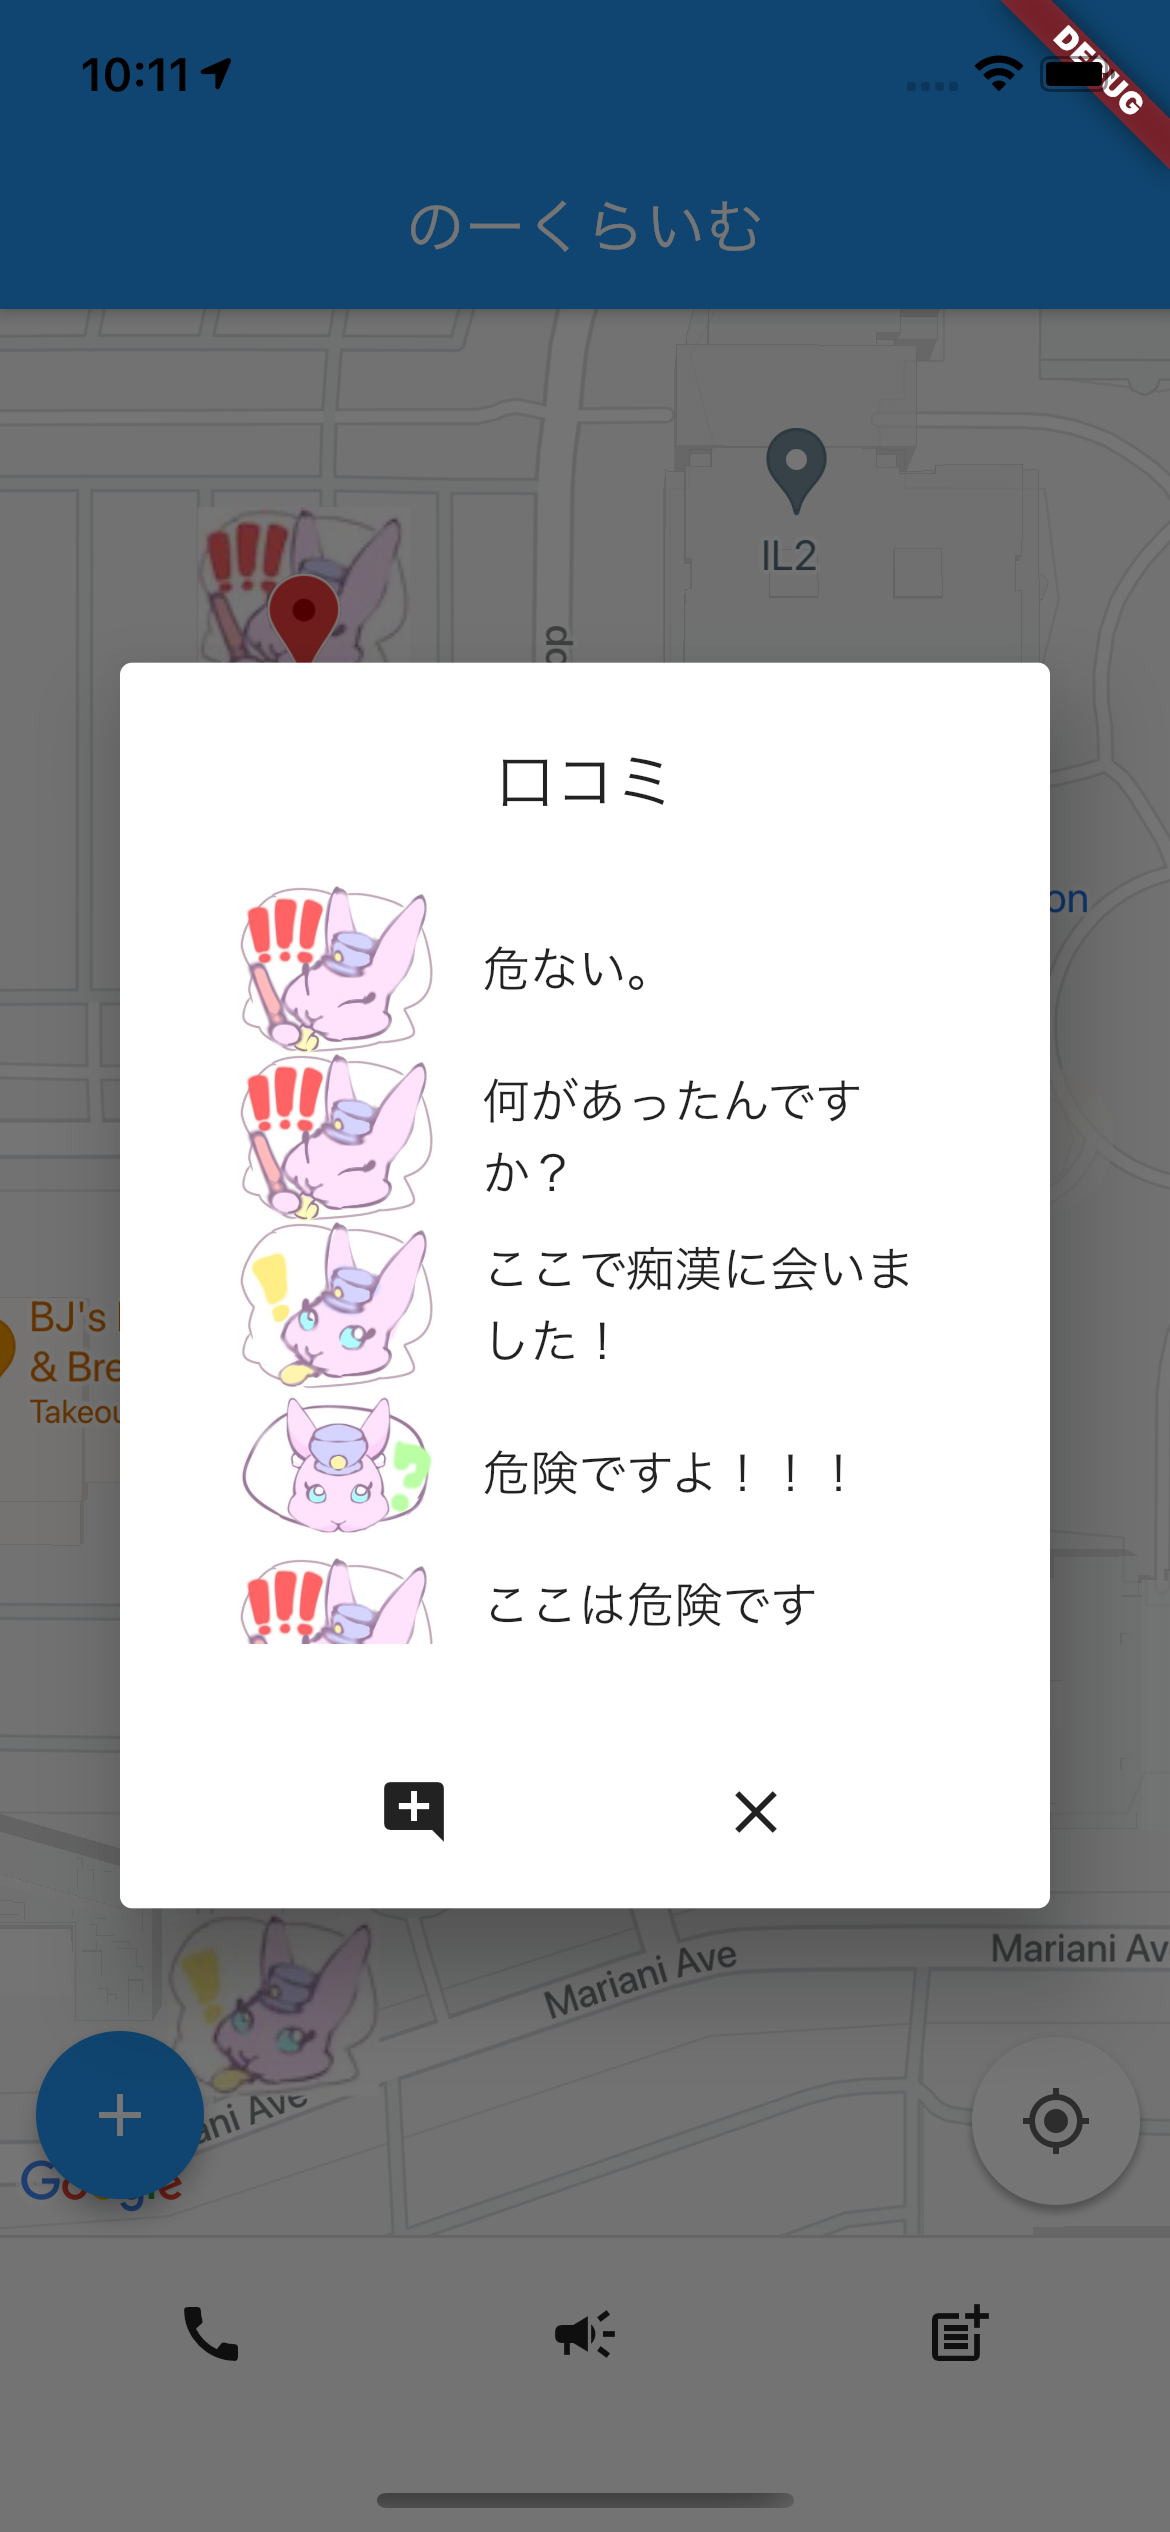 10:11
DEBUG
のーくらいむ
IL2
op
口コミ
on
危ない。
何があったんです
か？
ここで痴漢に会いま
した！
BJ's
& Bre
Takeou
危険ですよ！！！
ここは危険です
Mariani Ave
Mariani Av
ani Ave
Google